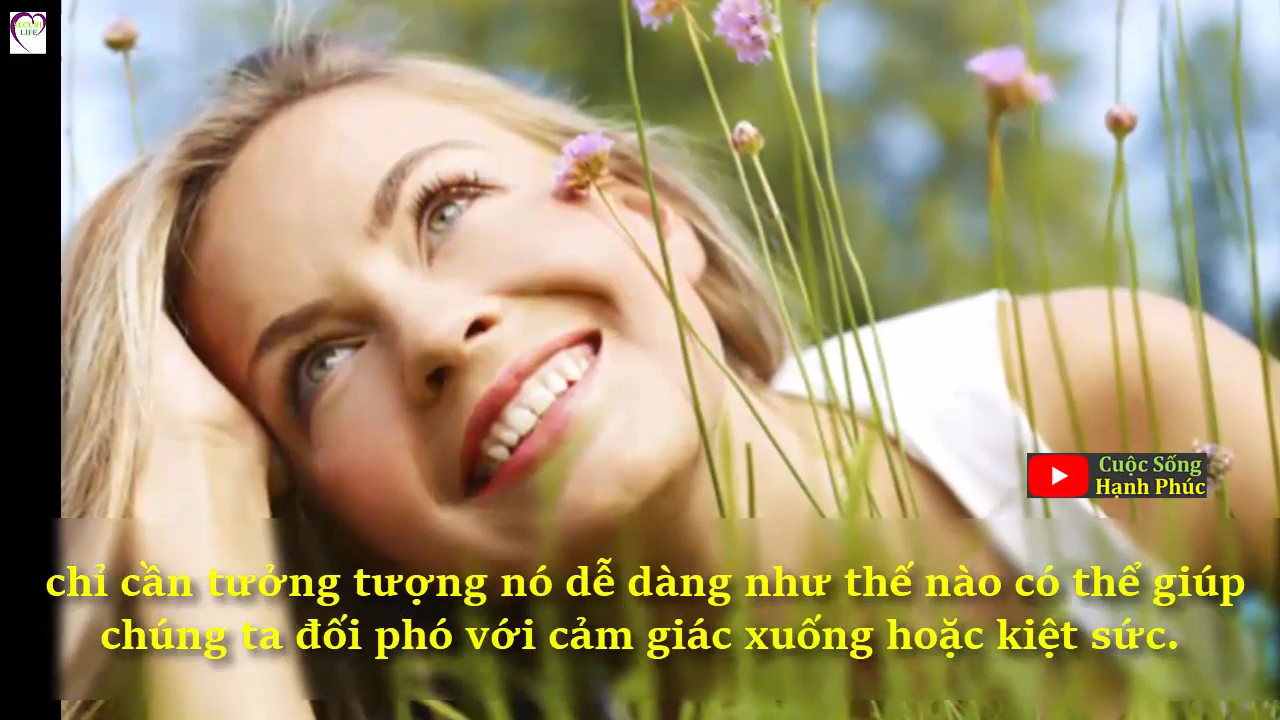 LIFE
Cuộc Sống
Hạnh Phúc
chỉ cần tưởng tượng nó dễ dàng như thế nào có thể giúp
chúng ta đối phó với cảm giác xuống hoặc kiệt sức.